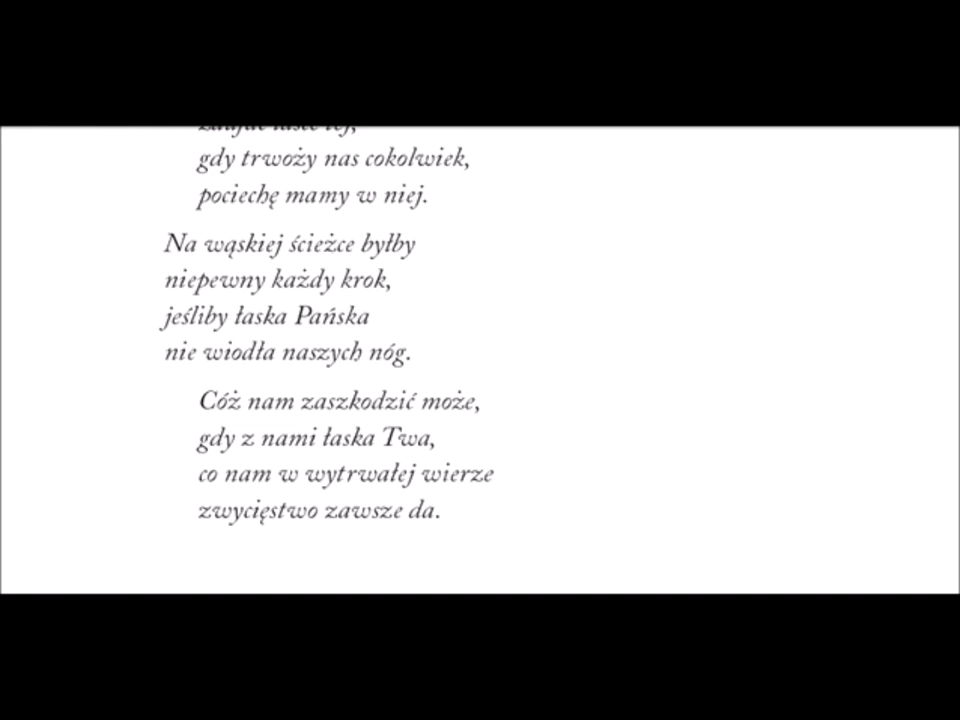 gdy trwoży nas cokolwiek,
pociechę mamy w niej.
Na wąskiej ścieżce byłby
niepewny każdy krok,
jeśliby łaska Pańska
nie wiodła naszych nóg.
Cóż nam zaszkodzić może,
gdy z nami łaska Twa,
co nam w wytrwałej wierze
zwycięstwo zawsze da.